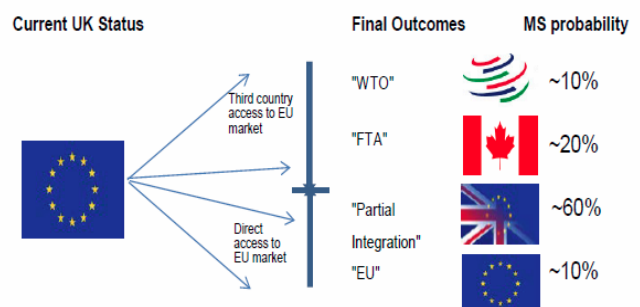 Current UK Status
Final Outcomes
MS probability
Third country
access to EU
market
Direct
access to
EU market
"WTO"
~10%
"FTA"
~20%
"Partial
Integration"
~60%
"EU"
~10%